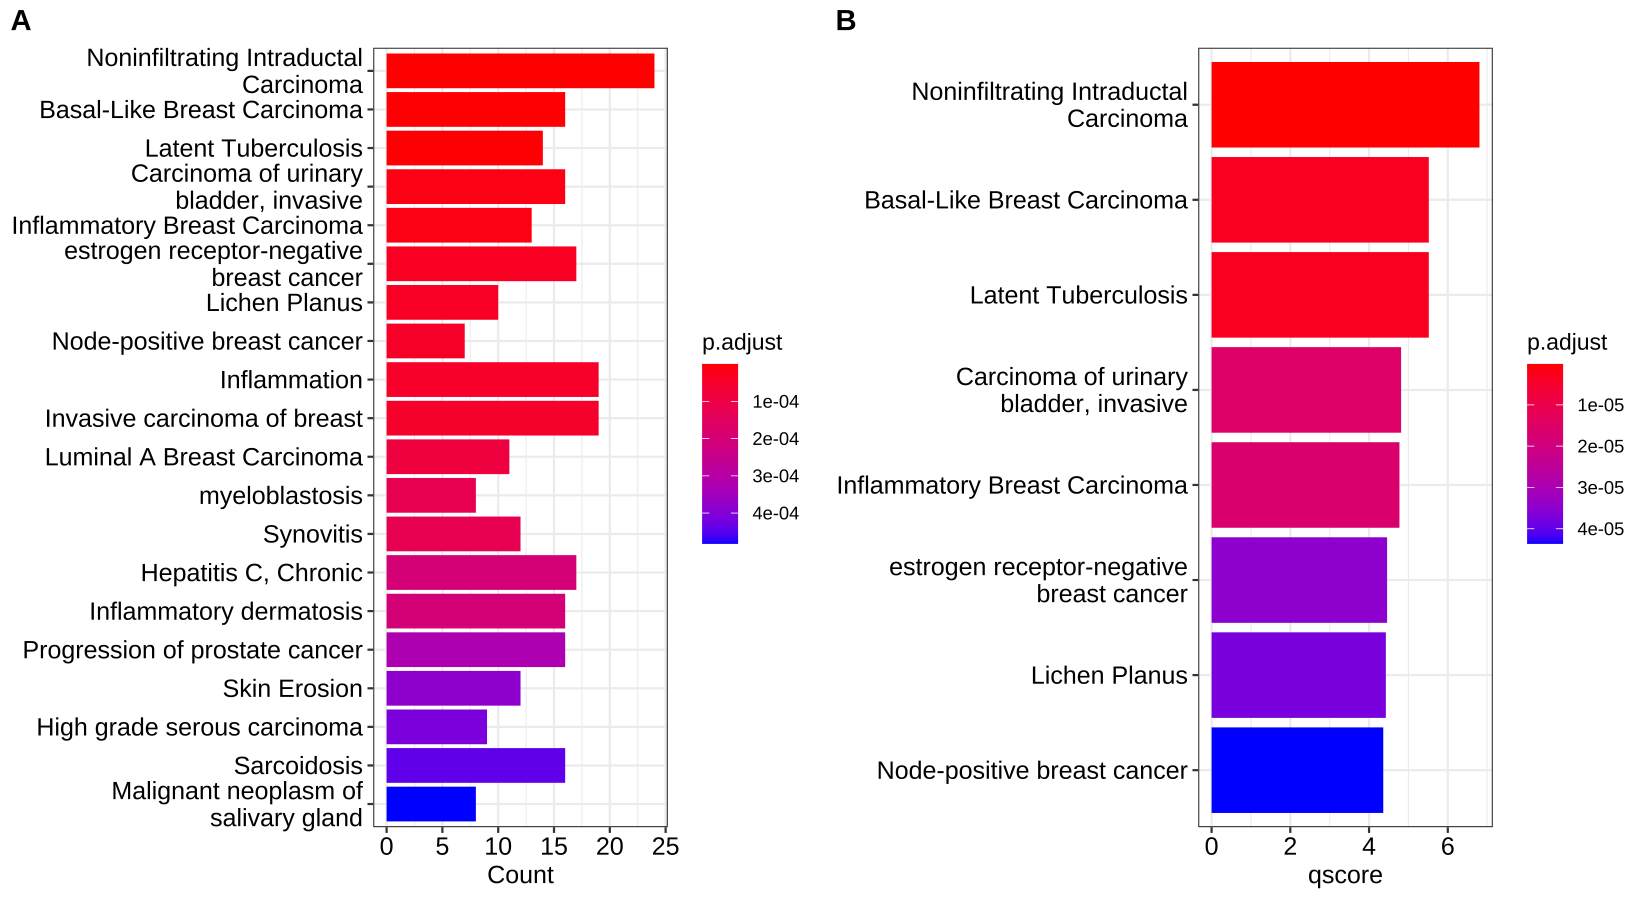 A
Noninfiltrating Intraductal
Carcinoma
Basal-Like Breast Carcinoma
Latent Tuberculosis
Carcinoma of urinary
bladder, invasive
Inflammatory Breast Carcinoma
estrogen receptor-negative
breast cancer
Lichen Planus
Node-positive breast cancer
Inflammation
Invasive carcinoma of breast
Luminal A Breast Carcinoma
myeloblastosis
Synovitis
Hepatitis C, Chronic
Inflammatory dermatosis
Progression of prostate cancer
Skin Erosion
High grade serous carcinoma
Sarcoidosis
Malignant neoplasm of
salivary gland
0 5 10 15 20 25
Count
p.adjust
1e-04
2e-04
3e-04
4e-04
B
Noninfiltrating Intraductal
Carcinoma
Basal-Like Breast Carcinoma
Latent Tuberculosis
Carcinoma of urinary
bladder, invasive
Inflammatory Breast Carcinoma
estrogen receptor-negative
breast cancer
Lichen Planus
Node-positive breast cancer
0 2 4 6
qscore
p.adjust
1e-05
2e-05
3e-05
4e-05